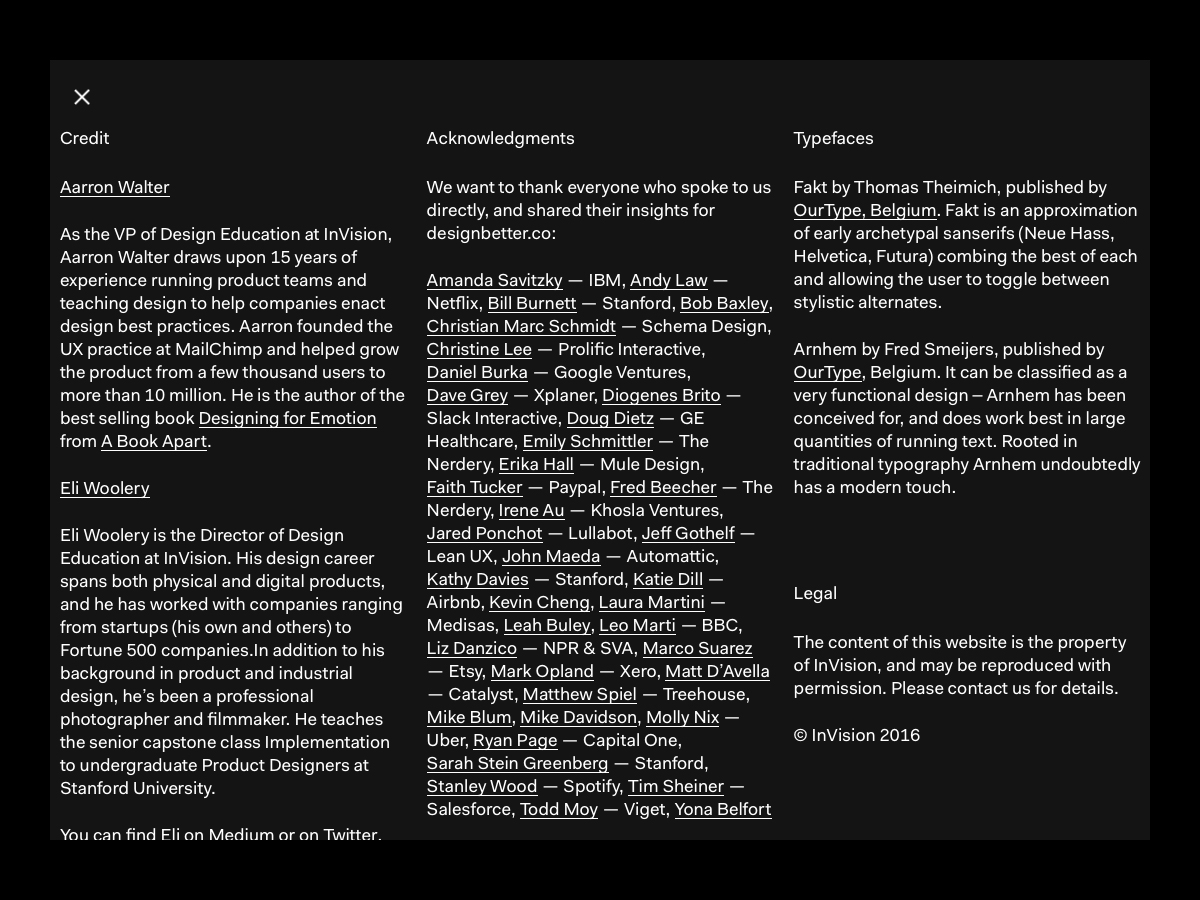 Credit
Aarron Walter
As the VP of Design Education at InVision,
Aarron Walter draws upon 15 years of
experience running product teams and
teaching design to help companies enact
design best practices. Aarron founded the
UX practice at MailChimp and helped grow
the product from a few thousand users to
more than 10 million. He is the author of the
best selling book Designing for Emotion
from A Book Apart.
Eli Woolery
Eli Woolery is the Director of Design
Education at InVision. His design career
spans both physical and digital products,
and he has worked with companies ranging
from startups (his own and others) to
Fortune 500 companies.In addition to his
background in product and industrial
design, he’s been a professional
photographer and filmmaker. He teaches
the senior capstone class Implementation
to undergraduate Product Designers at
Stanford University.
You can find Eli on Medium or on Twitter.
Acknowledgments
We want to thank everyone who spoke to us
directly, and shared their insights for
designbetter.co:
Amanda Savitzky — IBM, Andy Law —
Netflix, Bill Burnett — Stanford, Bob Baxley,
Christian Marc Schmidt — Schema Design,
Christine Lee — Prolific Interactive,
Daniel Burka — Google Ventures,
Dave Grey — Xplaner, Diogenes Brito —
Slack Interactive, Doug Dietz — GE
Healthcare, Emily Schmittler — The
Nerdery, Erika Hall — Mule Design,
Faith Tucker — Paypal, Fred Beecher — The
Nerdery, Irene Au — Khosla Ventures,
Jared Ponchot — Lullabot, Jeff Gothelf —
Lean UX, John Maeda — Automattic,
Kathy Davies — Stanford, Katie Dill —
Airbnb, Kevin Cheng, Laura Martini —
Medisas, Leah Buley, Leo Marti — BBC,
Liz Danzico — NPR & SVA, Marco Suarez
— Etsy, Mark Opland — Xero, Matt D’Avella
— Catalyst, Matthew Spiel — Treehouse,
Mike Blum, Mike Davidson, Molly Nix —
Uber, Ryan Page — Capital One,
Sarah Stein Greenberg — Stanford,
Stanley Wood — Spotify, Tim Sheiner —
Salesforce, Todd Moy — Viget, Yona Belfort
Typefaces
Fakt by Thomas Theimich, published by
OurType, Belgium. Fakt is an approximation
of early archetypal sanserifs (Neue Hass,
Helvetica, Futura) combing the best of each
and allowing the user to toggle between
stylistic alternates.
Arnhem by Fred Smeijers, published by
OurType, Belgium. It can be classified as a
very functional design – Arnhem has been
conceived for, and does work best in large
quantities of running text. Rooted in
traditional typography Arnhem undoubtedly
has a modern touch.
Legal
The content of this website is the property
of InVision, and may be reproduced with
permission. Please contact us for details.
© InVision 2016